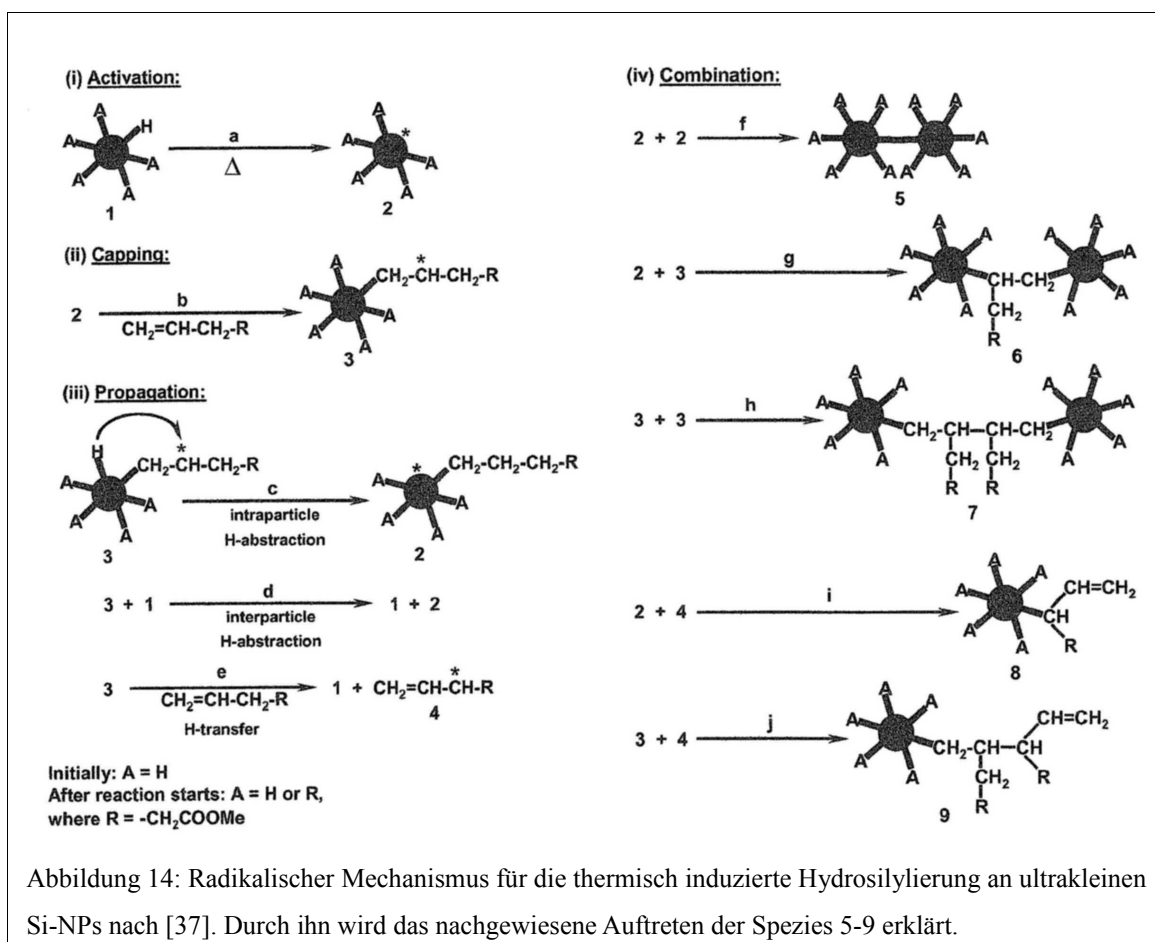 (i) Activation:
A
H
A
A
A
A
A
1
a
Δ
A
*
A
A
A
A
2
(ii) Capping:
2
b
CH2=CH-CH2-R
A
A
A
A
A
CH2-CH-CH2-R
*
3
(iii) Propagation:
H
*
CH2-CH-CH2-R
A
A
A
A
3
c
intraparticle
H-abstraction
*
CH2-CH2-CH2-R
A
A
A
A
2
3 + 1
d
interparticle
H-abstraction
1 + 2
3
e
CH2=CH-CH2-R
H-transfer
1 + CH2=CH-CH-R
*
4
Initially: A = H
After reaction starts: A = H or R,
where R = -CH2COOMe
(iv) Combination:
2 + 2
f
A A A A
A A
A A A A
5
2 + 3
g
A A A A A
A A A
CH-CH2
A A A A
CH2
R
6
3 + 3
h
A A A A
A A A
CH2-CH-CH-CH2
A A A A
CH2 CH2
R R
7
2 + 4
i
A
A A
A
A A
CH=CH2
CH
R
8
3 + 4
j
A
A A
A A
CH2-CH-CH
CH=CH2
CH2 R
R
9
Abbildung 14: Radikalischer Mechanismus für die thermisch induzierte Hydrosilylierung an ultrakleinen
Si-NPs nach [37]. Durch ihn wird das nachgewiesene Auftreten der Spezies 5-9 erklärt.